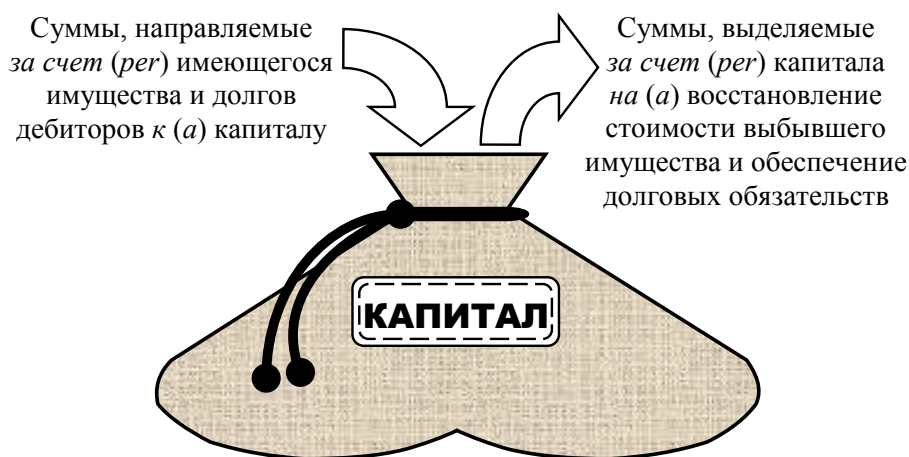 Суммы, направляемые
за счет (per) имеющегося
имущества и долгов
дебиторов к (a) капиталу
Суммы, выделяемые
за счет (per) капитала
на (a) восстановление
стоимости выбывшего
имущества и обеспечение
долговых обязательств
КАПИТАЛ